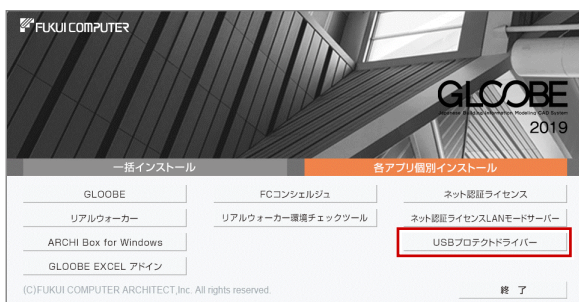 FUKUI COMPUTER
GLOOBE
Japanese Building Information Modeling CAD System
2019
一括インストール
各アプリ個別インストール
GLOOBE
FCコンシェルジュ
ネット認証ライセンス
リアルウォーカー
リアルウォーカー環境チェックツール
ネット認証ライセンスLANモードサーバー
ARCHI Box for Windows
USBプロテクトドライバー
GLOOBE EXCEL アドイン
(C)FUKUI COMPUTER ARCHITECT,Inc. All rights reserved.
終 了